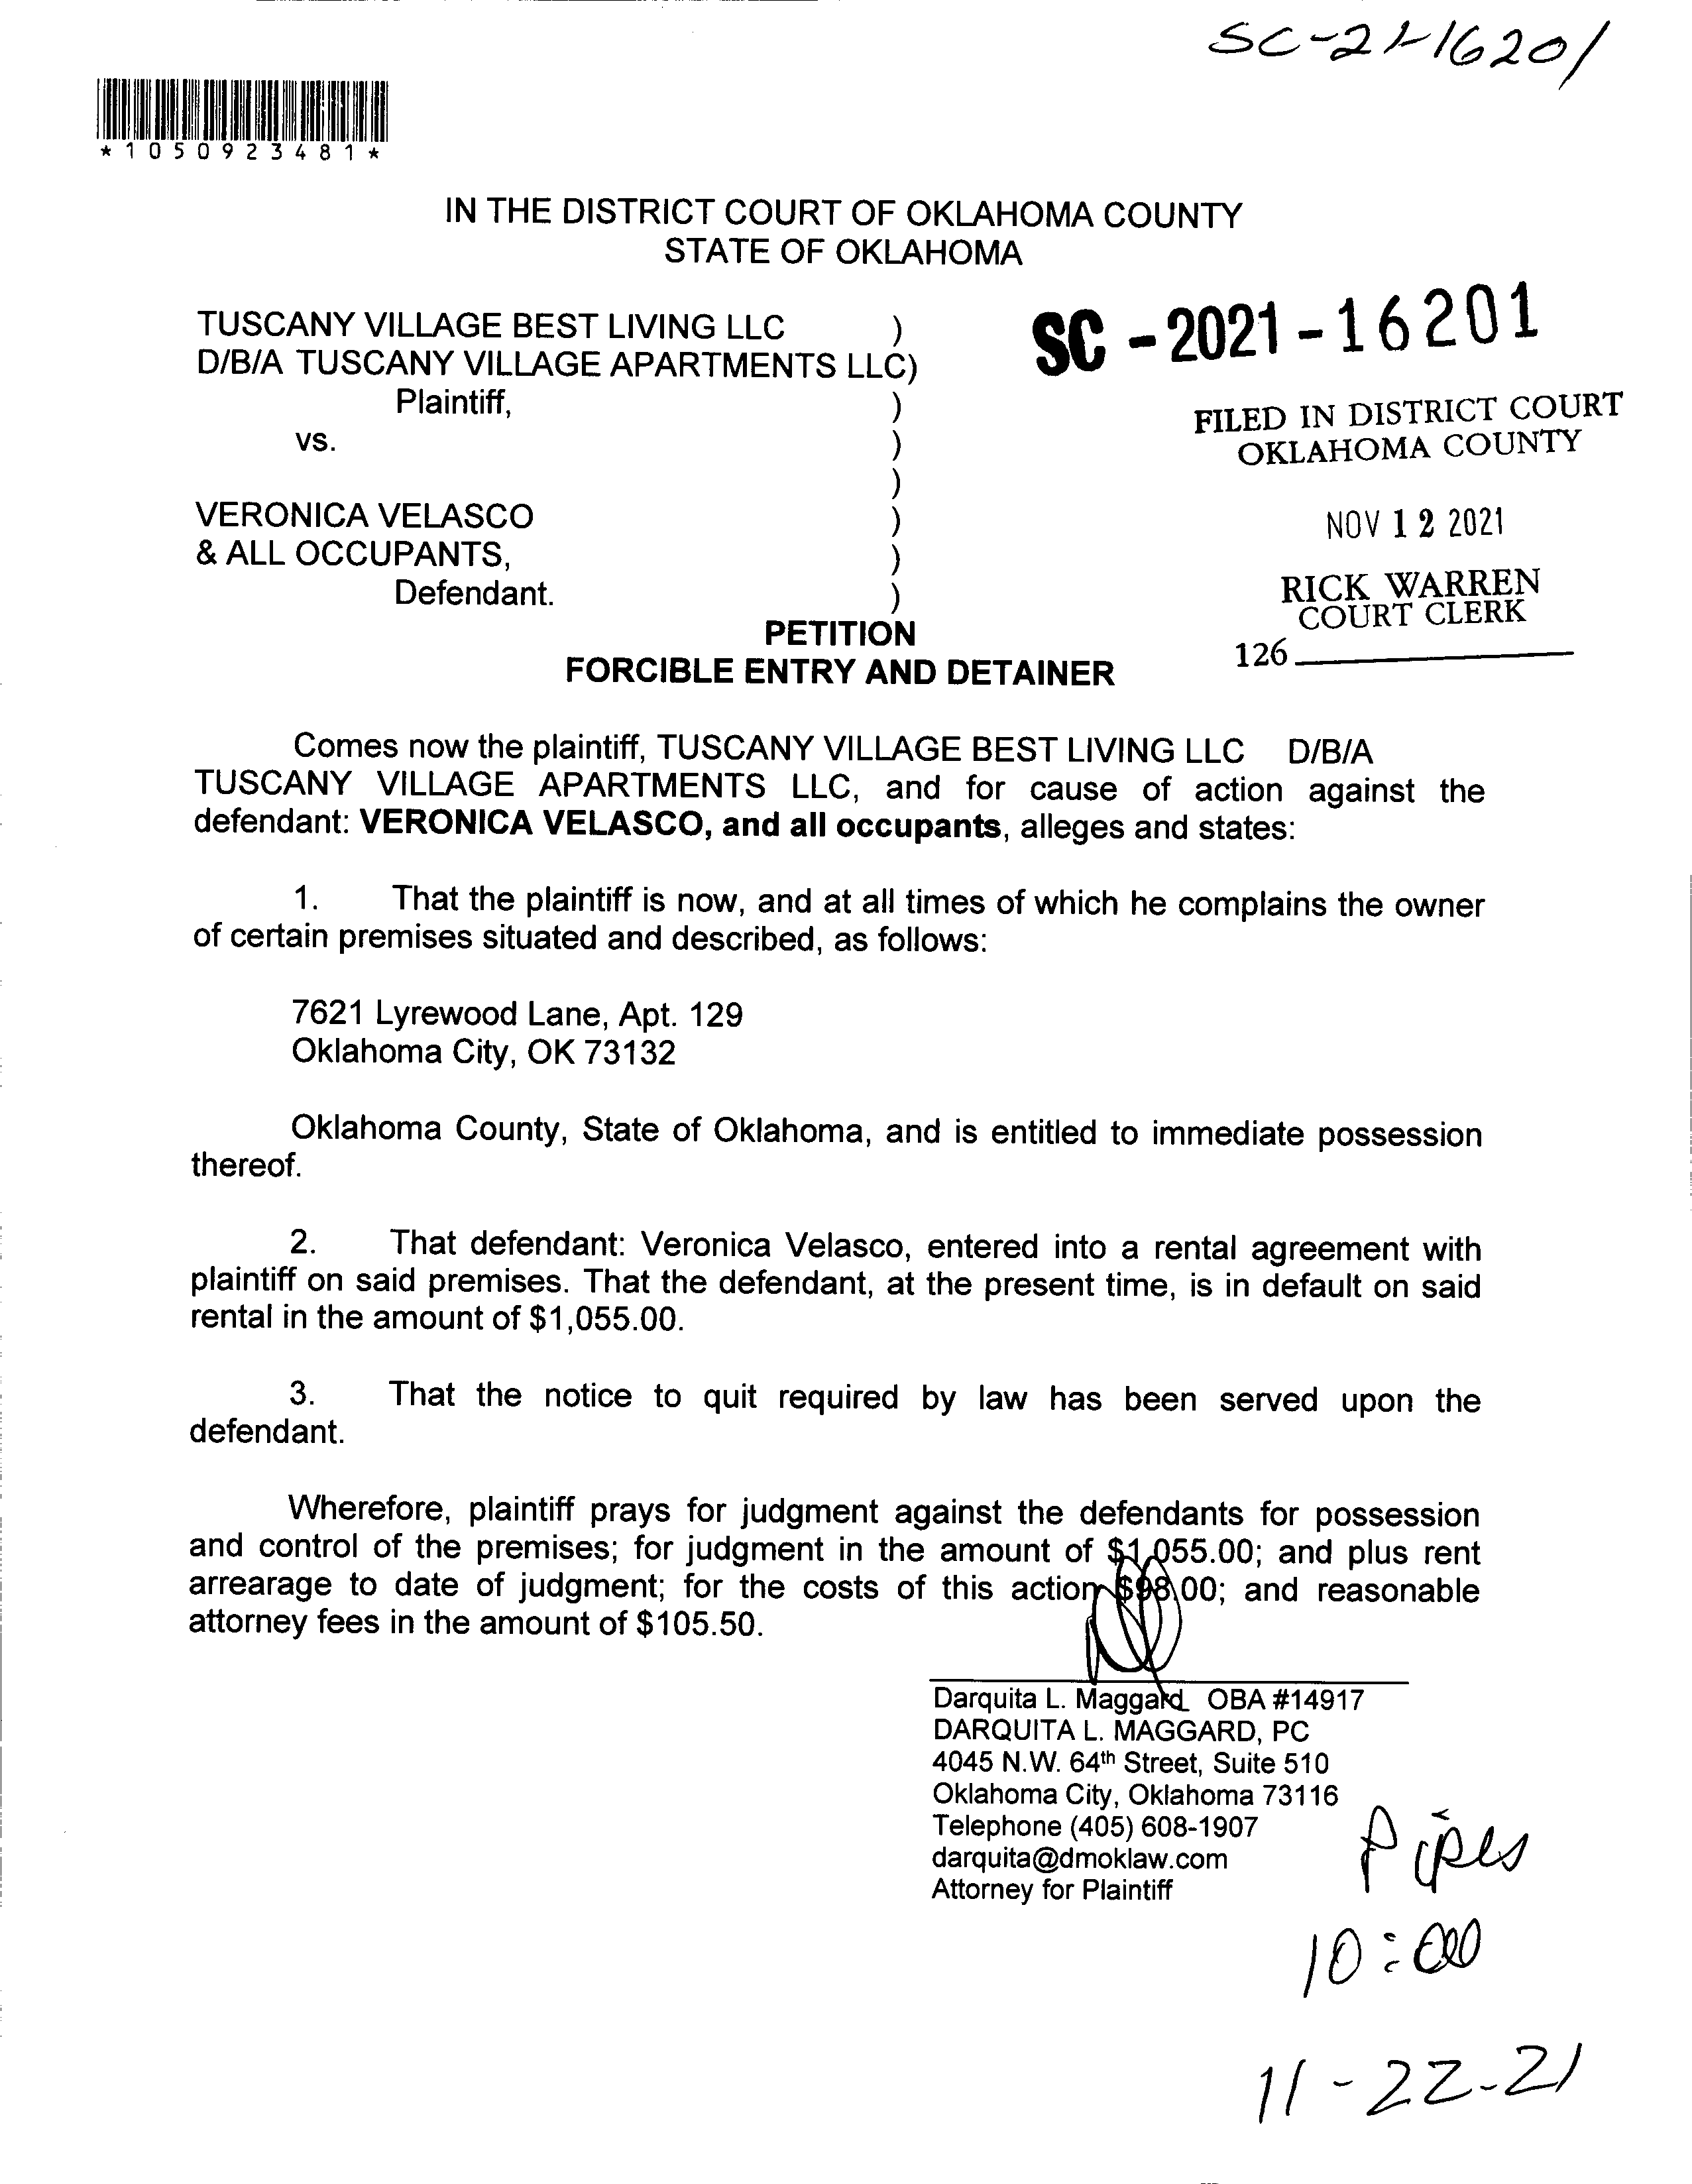 SC-21-16201
*1050923481*
IN THE DISTRICT COURT OF OKLAHOMA COUNTY
STATE OF OKLAHOMA
TUSCANY VILLAGE BEST LIVING LLC )
D/B/A TUSCANY VILLAGE APARTMENTS LLC)
Plaintiff, )
vs. )
)
VERONICA VELASCO )
& ALL OCCUPANTS, )
Defendant. )
SC-2021-16201
FILED IN DISTRICT COURT
OKLAHOMA COUNTY
NOV 12 2021
RICK WARREN
COURT CLERK
126
PETITION
FORCIBLE ENTRY AND DETAINER
Comes now the plaintiff, TUSCANY VILLAGE BEST LIVING LLC D/B/A
TUSCANY VILLAGE APARTMENTS LLC, and for cause of action against the
defendant: VERONICA VELASCO, and all occupants, alleges and states:
1. That the plaintiff is now, and at all times of which he complains the owner
of certain premises situated and described, as follows:
7621 Lyrewood Lane, Apt. 129
Oklahoma City, OK 73132
Oklahoma County, State of Oklahoma, and is entitled to immediate possession
thereof.
2. That defendant: Veronica Velasco, entered into a rental agreement with
plaintiff on said premises. That the defendant, at the present time, is in default on said
rental in the amount of $1,055.00.
3. That the notice to quit required by law has been served upon the
defendant.
Wherefore, plaintiff prays for judgment against the defendants for possession
and control of the premises; for judgment in the amount of $1,055.00; and plus rent
arrearage to date of judgment; for the costs of this action $98.00; and reasonable
attorney fees in the amount of $105.50.
Darquita L. Maggard OBA #14917
DARQUITA L. MAGGARD, PC
4045 N.W. 64th Street, Suite 510
Oklahoma City, Oklahoma 73116
Telephone (405) 608-1907
darquita@dmoklaw.com
Attorney for Plaintiff
Pipes
10:00
11-22-21